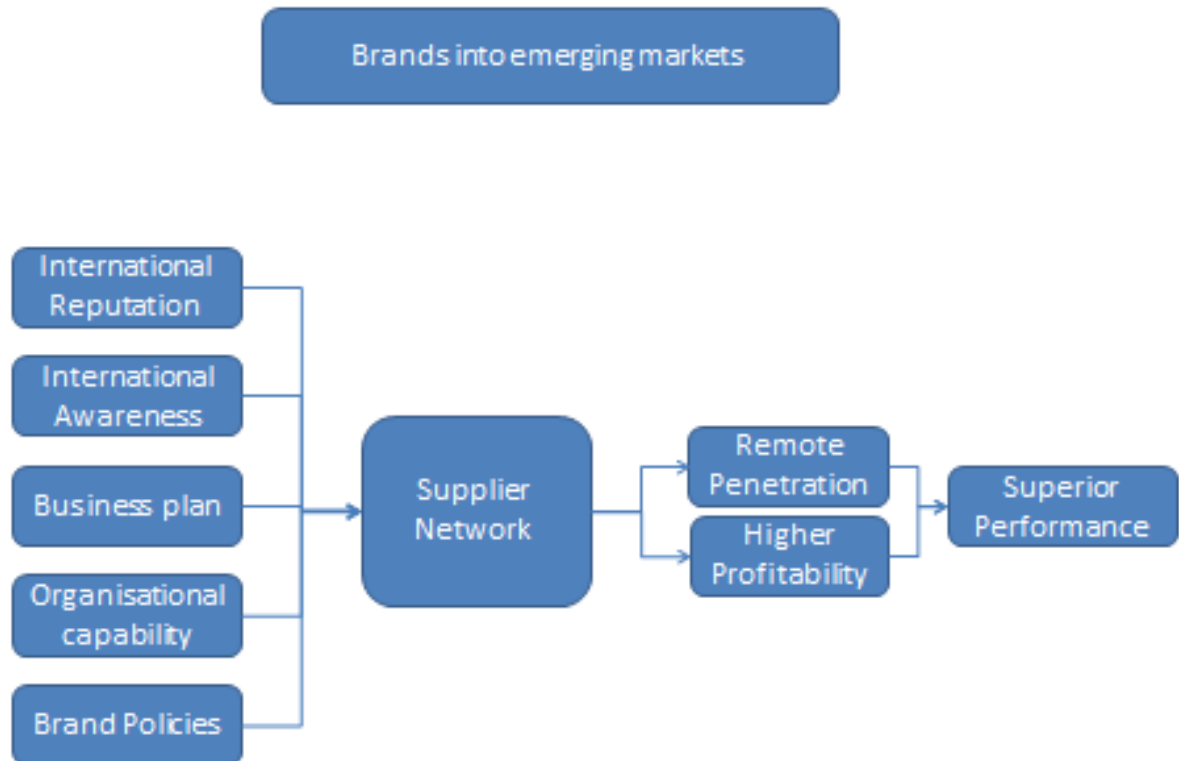 Brands into emerging markets
International
Reputation
International
Awareness
Business plan
Organisational
capability
Brand Policies
Supplier
Network
Remote
Penetration
Higher
Profitability
Superior
Performance